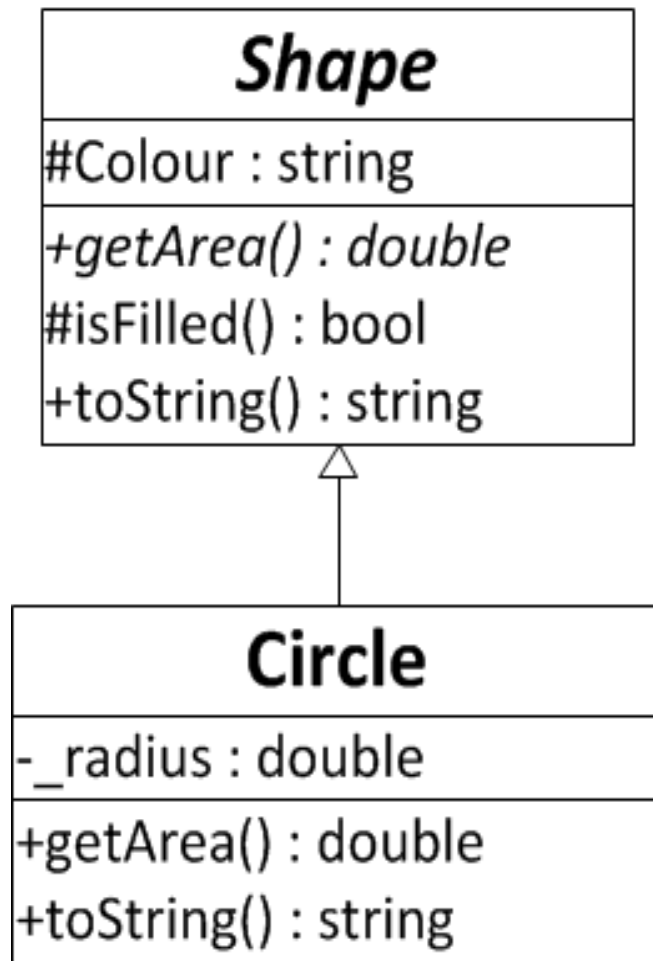 Shape
#Colour : string
+getArea() : double
#isFilled() : bool
+toString() : string
Circle
-_radius : double
+getArea() : double
+toString() : string